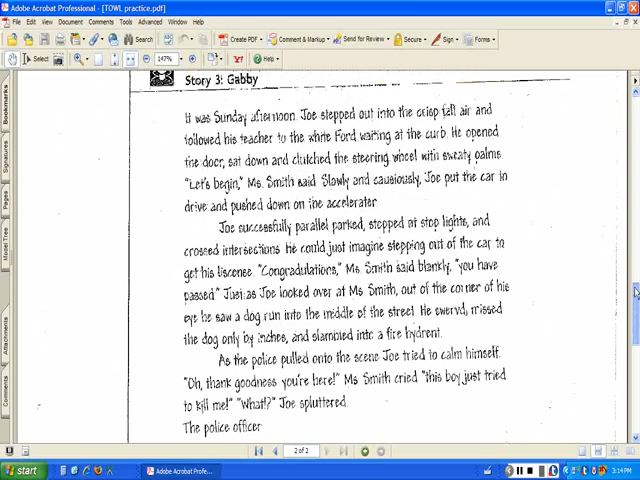 Adobe Acrobat Professional - [TOWL practice.pdf]
File Edit View Document Comments Tools Advanced Window Help
Search Create PDF Comment & Markup Send for Review Secure Sign Forms
Select 147% Help
Bookmarks
Signatures
Pages
Model Tree
Attachments
Comments
Story 3: Gabby
It was Sunday afternoon. Joe stepped out into the crisp fall air and
followed his teacher to the white Ford waiting at the curb. He opened
the door, sat down and clutched the steering wheel with sweaty palms.
"Let's begin," Ms. Smith said Slowly and causiously, Joe put the car in
drive and pushed down on the accelerater
Joe successfully parallel parked, stopped at stop lights, and
crossed intersections. He could just imagine stepping out of the car to
get his liscense. "Congradulations," Ms. Smith said blankly. "you have
passed." Just as Joe looked over at Ms Smith, out of the corner of his
eye he saw a dog run into the middle of the street. He swervd, missed
the dog only by inches, and slammed into a fire hydrent.
As the police pulled onto the scene Joe tried to calm himself.
"Oh, thank goodness you're here!" Ms Smith cried "this boy just tried
to kill me!" "What!?" Joe spluttered.
The police officer
2 of 2
start Adobe Acrobat Profe... 3:14 PM